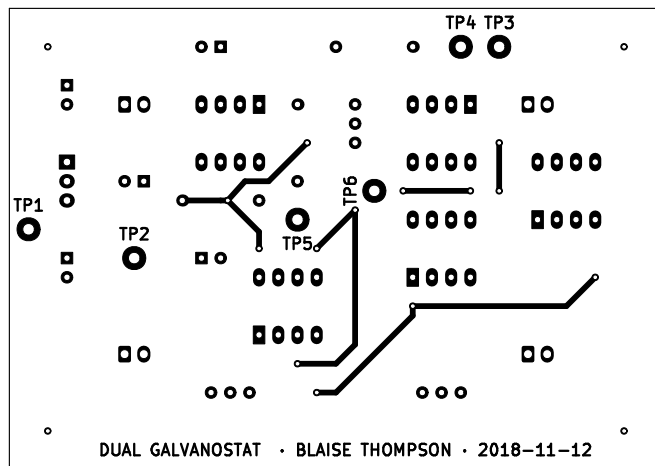 TP4 TP3
TP6
TP1
TP2
TP5
DUAL GALVANOSTAT · BLAISE THOMPSON · 2018-11-12